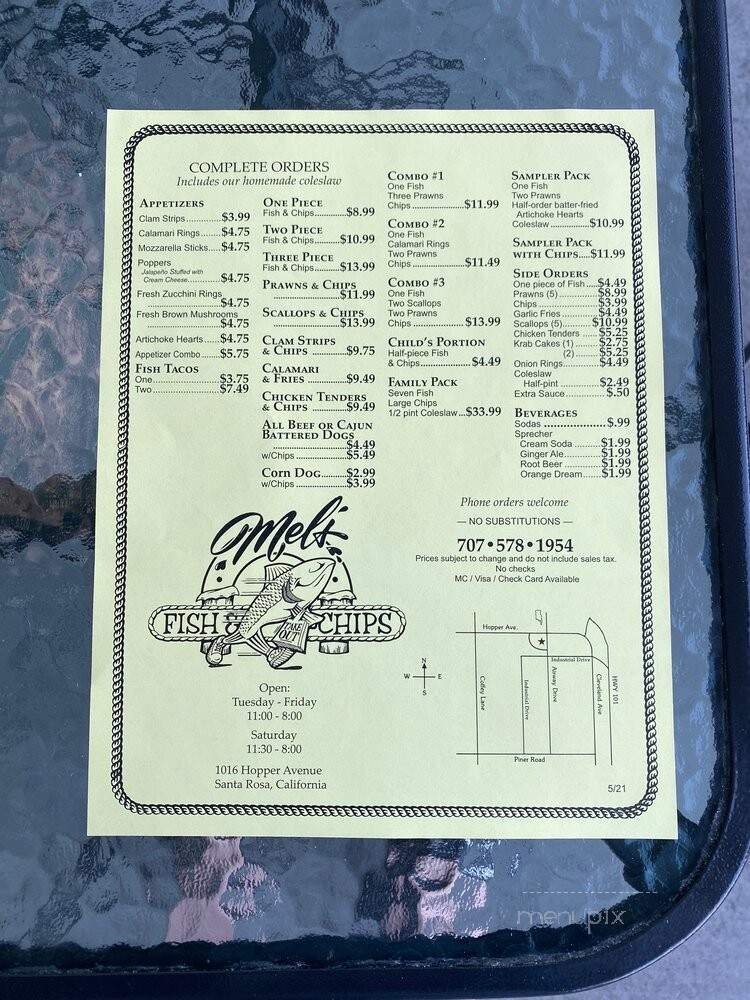 COMPLETE ORDERS
Includes our homemade coleslaw
APPETIZERS
Clam Strips..............$3.99
Calamari Rings.......$4.75
Mozzarella Sticks.....$4.75
Poppers
Jalapeño Stuffed with
Cream Cheese..............$4.75
Fresh Zucchini Rings
..............................$4.75
Fresh Brown Mushrooms
..............................$4.75
Artichoke Hearts.....$4.75
Appetizer Combo.....$5.75
FISH TACOS
One........................$3.75
Two........................$7.49
ONE PIECE
Fish & Chips...........$8.99
TWO PIECE
Fish & Chips.........$10.99
THREE PIECE
Fish & Chips.........$13.99
PRAWNS & CHIPS
........................$11.99
SCALLOPS & CHIPS
........................$13.99
CLAM STRIPS
& CHIPS ............$9.75
CALAMARI
& FRIES .............$9.49
CHICKEN TENDERS
& CHIPS ............$9.49
ALL BEEF OR CAJUN
BATTERED DOGS
..............................$4.49
w/Chips .................$5.49
Corn Dog.........$2.99
w/Chips .................$3.99
COMBO #1
One Fish
Three Prawns
Chips ...................$11.99
COMBO #2
One Fish
Calamari Rings
Two Prawns
Chips ...................$11.49
COMBO #3
One Fish
Two Scallops
Two Prawns
Chips ...................$13.99
CHILD'S PORTION
Half-piece Fish
& Chips...................$4.49
FAMILY PACK
Seven Fish
Large Chips
1/2 pint Coleslaw...$33.99
SAMPLER PACK
One Fish
Two Prawns
Half-order batter-fried
Artichoke Hearts
Coleslaw ..............$10.99
SAMPLER PACK
WITH CHIPS....$11.99
SIDE ORDERS
One piece of Fish ....$4.49
Prawns (5) ..............$8.99
Chips ......................$3.99
Garlic Fries..............$4.49
Scallops (5)...........$10.99
Chicken Tenders .....$5.25
Krab Cakes (1) ........$2.75
(2) ........$5.25
Onion Rings.............$4.49
Coleslaw
Half-pint ...............$2.49
Extra Sauce...............$.50
BEVERAGES
Sodas ......................$.99
Sprecher
Cream Soda .........$1.99
Ginger Ale............$1.99
Root Beer ............$1.99
Orange Dream......$1.99
Phone orders welcome
— NO SUBSTITUTIONS —
707•578•1954
Prices subject to change and do not include sales tax.
No checks
MC / Visa / Check Card Available
Mel's
FISH & CHIPS
TAKE
OUT
Open:
Tuesday - Friday
11:00 - 8:00
Saturday
11:30 - 8:00
1016 Hopper Avenue
Santa Rosa, California
N
W E
S
Hopper Ave.
Industrial Drive
Coffey Lane
Industrial Drive
Airway Drive
Cleveland Ave
HWY 101
Piner Road
5/21
menupix